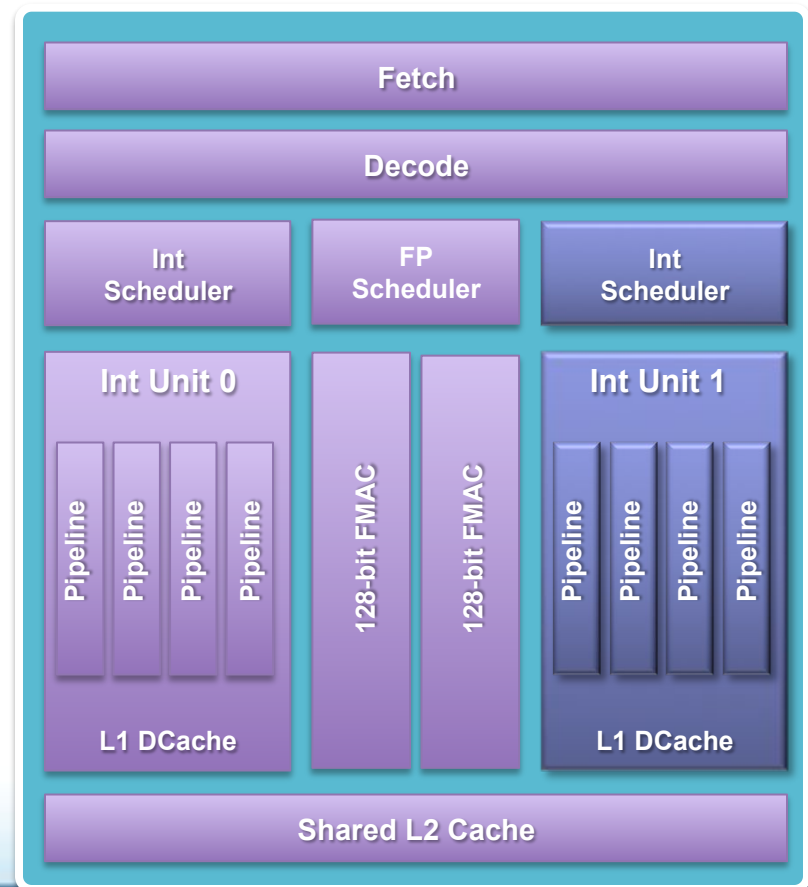 Fetch
Decode
Int
Scheduler
FP
Scheduler
Int
Scheduler
Int Unit 0
Pipeline
Pipeline
Pipeline
Pipeline
L1 DCache
128-bit FMAC
128-bit FMAC
Int Unit 1
Pipeline
Pipeline
Pipeline
Pipeline
L1 DCache
Shared L2 Cache